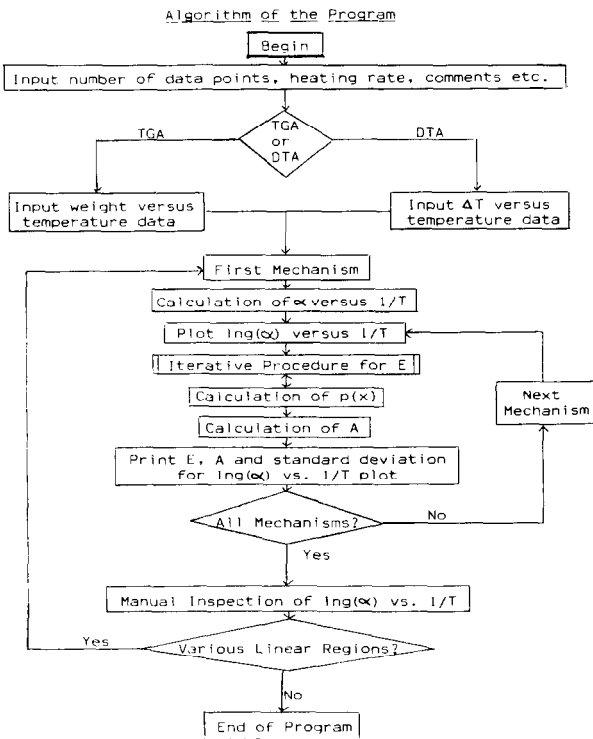 Algorithm of the Program
Begin
Input number of data points, heating rate, comments etc.
TGA
or
DTA
TGA
DTA
Input weight versus
temperature data
Input ΔT versus
temperature data
First Mechanism
Calculation of α versus 1/T
Plot lng(α) versus 1/T
Iterative Procedure for E
Calculation of p(x)
Next
Mechanism
Calculation of A
Print E, A and standard deviation
for lng(α) vs. 1/T plot
All Mechanisms?
No
Yes
Manual Inspection of lng(α) vs. 1/T
Yes
Various Linear Regions?
No
End of Program